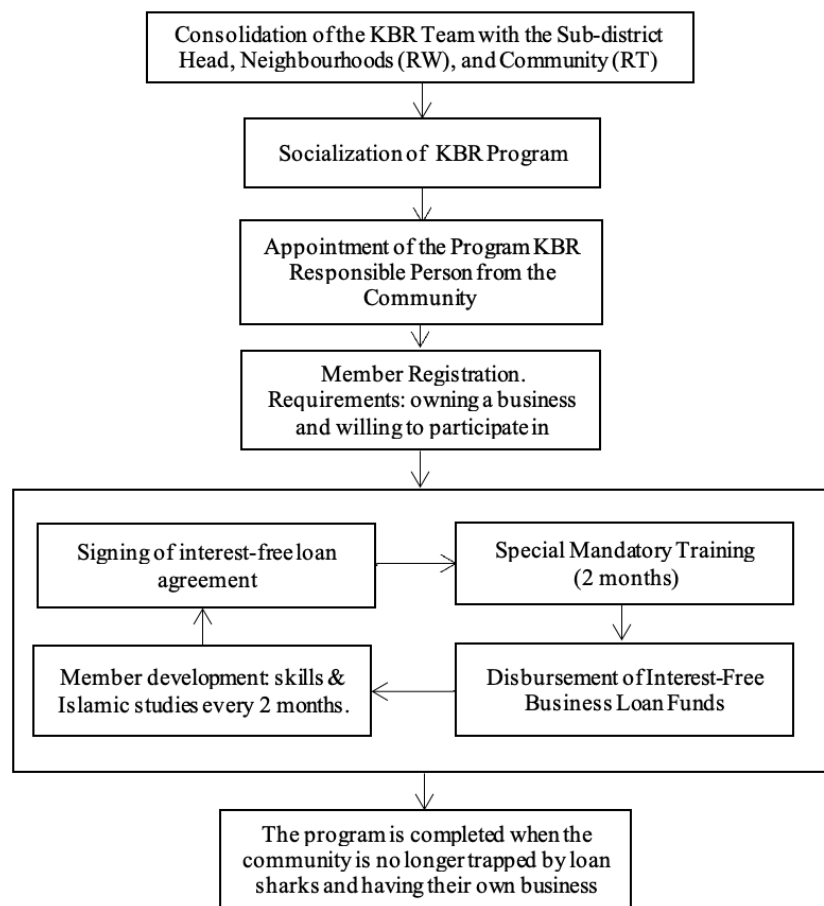 Consolidation of the KBR Team with the Sub-district
Head, Neighbourhoods (RW), and Community (RT)
Socialization of KBR Program
Appointment of the Program KBR
Responsible Person from the
Community
Member Registration.
Requirements: owning a business
and willing to participate in
Signing of interest-free loan
agreement
Special Mandatory Training
(2 months)
Member development: skills &
Islamic studies every 2 months.
Disbursement of Interest-Free
Business Loan Funds
The program is completed when the
community is no longer trapped by loan
sharks and having their own business